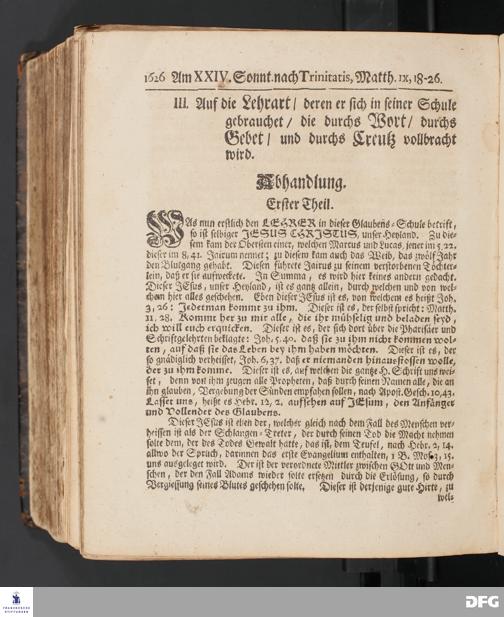 1626 Am XXIV. Sonnt. nach Trinitatis, Matth. IX, 18-26.
III. Auf die Lehrart / deren er sich in seiner Schule
gebrauchet / die durchs Wort / durchs
Gebet / und durchs Creutz vollbracht
wird.
Abhandlung.
Erster Theil.
WAs nun erstlich den LEHRER in dieser Glaubens-Schule betrift,
so ist selbiger JESUS CHRISTUS, unser Heyland. Zu die-
sem kam der Obersten einer, welchen Marcus und Lucas, jener im 5, 22.
dieser im 8, 41. Jairum nennet; zu diesem kam auch das Weib, das zwölf Jahr
den Blutgang gehabt. Diesen führete Jairus zu seinem verstorbenen Töchter-
lein, daß er sie aufweckete. In Summa, es wird hier keines andern gedacht.
Dieser JEsus, unser Heyland, ist es gantz allein, durch welchen und von wel-
chem hier alles geschehen. Eben dieser JEsus ist es, von welchem es heißt Joh.
3, 26: Jederman kommt zu ihm. Dieser ist es, der selbst spricht: Matth.
11. 28. Kommt her zu mir alle, die ihr mühselig und beladen seyd,
ich will euch erquicken. Dieser ist es, der sich dort über die Pharisäer und
Schriftgelehrten beklagte: Joh. 5. 40. daß sie zu ihm nicht kommen wol-
ten, auf daß sie das Leben bey ihm haben möchten. Dieser ist es, der
so gnädiglich verheisset, Joh. 6, 37. daß er niemanden hinausstossen wolle,
der zu ihm komme. Dieser ist es, auf welchen die gantze H. Schrift uns wei-
set, denn von ihm zeugen alle Propheten, daß durch seinen Namen alle, die an
ihn glauben, Vergebung der Sünden empfahen sollen, nach Apost. Gesch. 10, 43.
Lasset uns, heißt es Hebr. 12, 2. aufsehen auf JEsum, den Anfänger
und Vollender des Glaubens.
Dieser JEsus ist eben der, welcher gleich nach dem Fall des Menschen ver-
heissen ist als der Schlangen-Treter, der durch seinen Tod die Macht nehmen
solte dem, der des Todes Gewalt hatte, das ist, dem Teufel, nach Hebr. 2, 14.
allwo der Spruch, darinnen das erste Evangelium enthalten, 1 B. Mos. 3, 15.
uns ausgeleget wird. Der ist der verordnete Mittler zwischen GOtt und Men-
schen, der den Fall Adams wieder solte ersetzen durch die Erlösung, so durch
Vergiessung seines Blutes geschehen solte. Dieser ist derjenige gute Hirte, zu
wel-
FRANCKESCHE
STIFTUNGEN
DFG